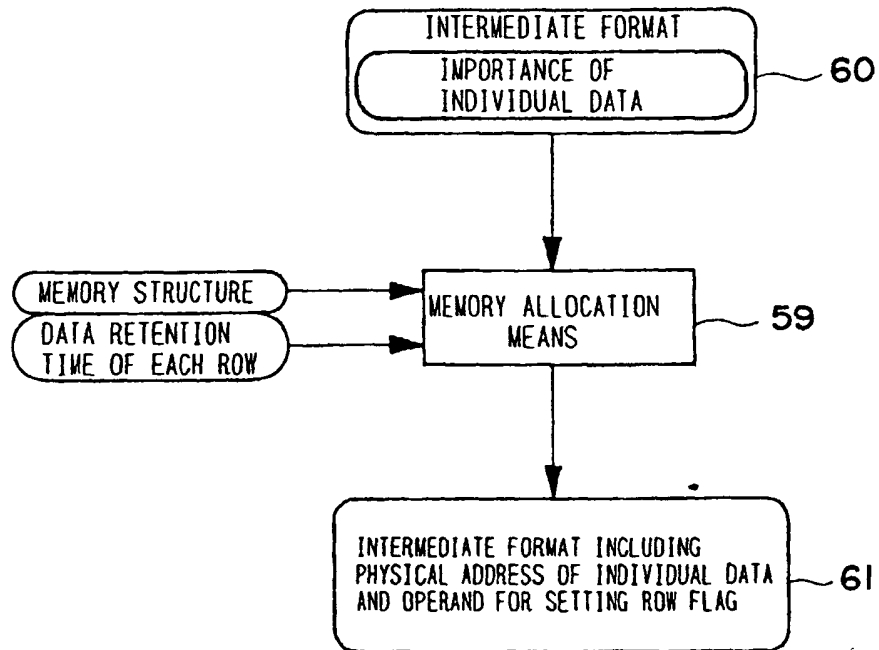 INTERMEDIATE FORMAT
IMPORTANCE OF
INDIVIDUAL DATA
60
MEMORY STRUCTURE
DATA RETENTION
TIME OF EACH ROW
MEMORY ALLOCATION
MEANS
59
INTERMEDIATE FORMAT INCLUDING
PHYSICAL ADDRESS OF INDIVIDUAL DATA
AND OPERAND FOR SETTING ROW FLAG
61